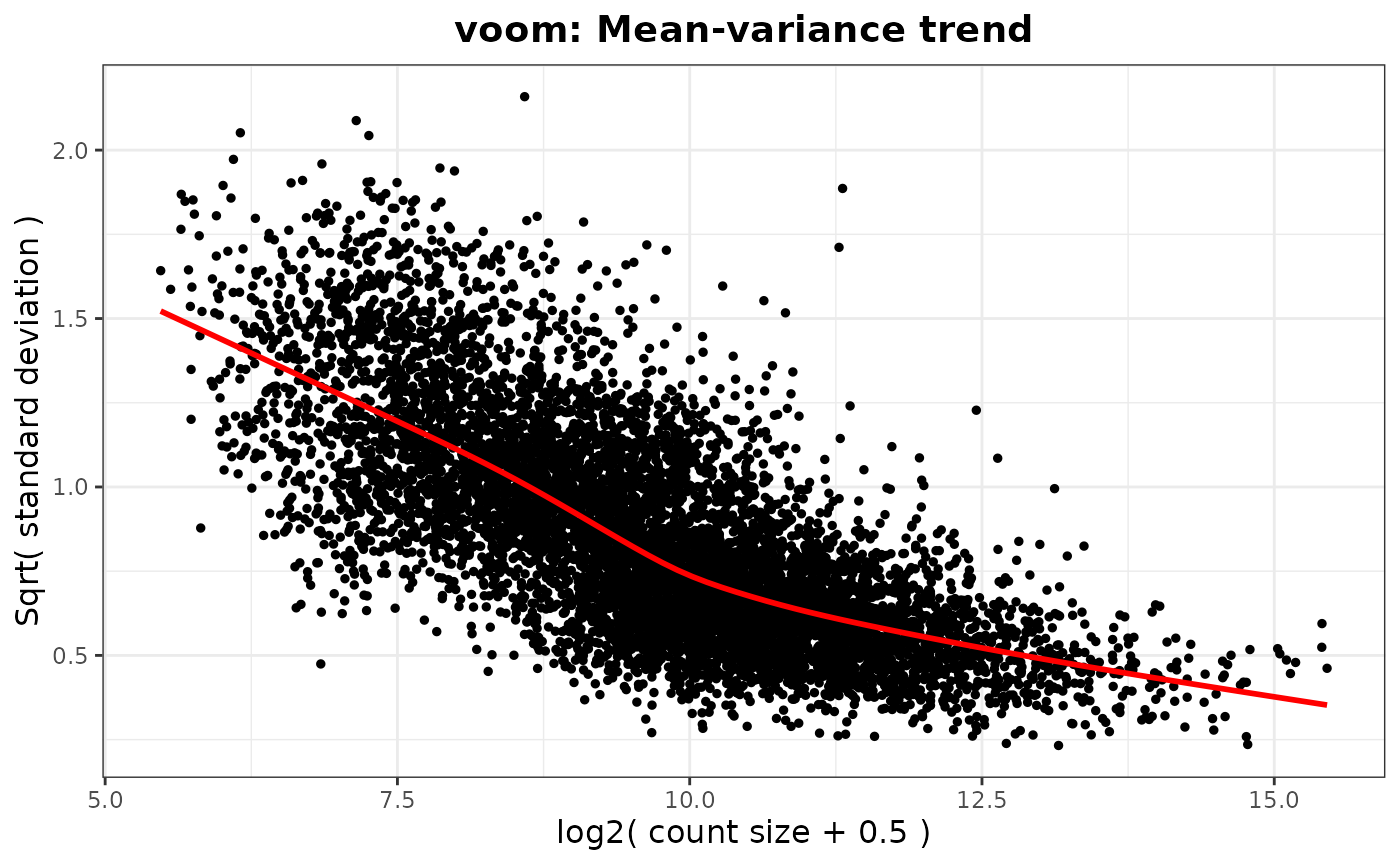 voom: Mean-variance trend
Sqrt( standard deviation )
2.0
1.5
1.0
0.5
5.0 7.5 10.0 12.5 15.0
log2( count size + 0.5 )